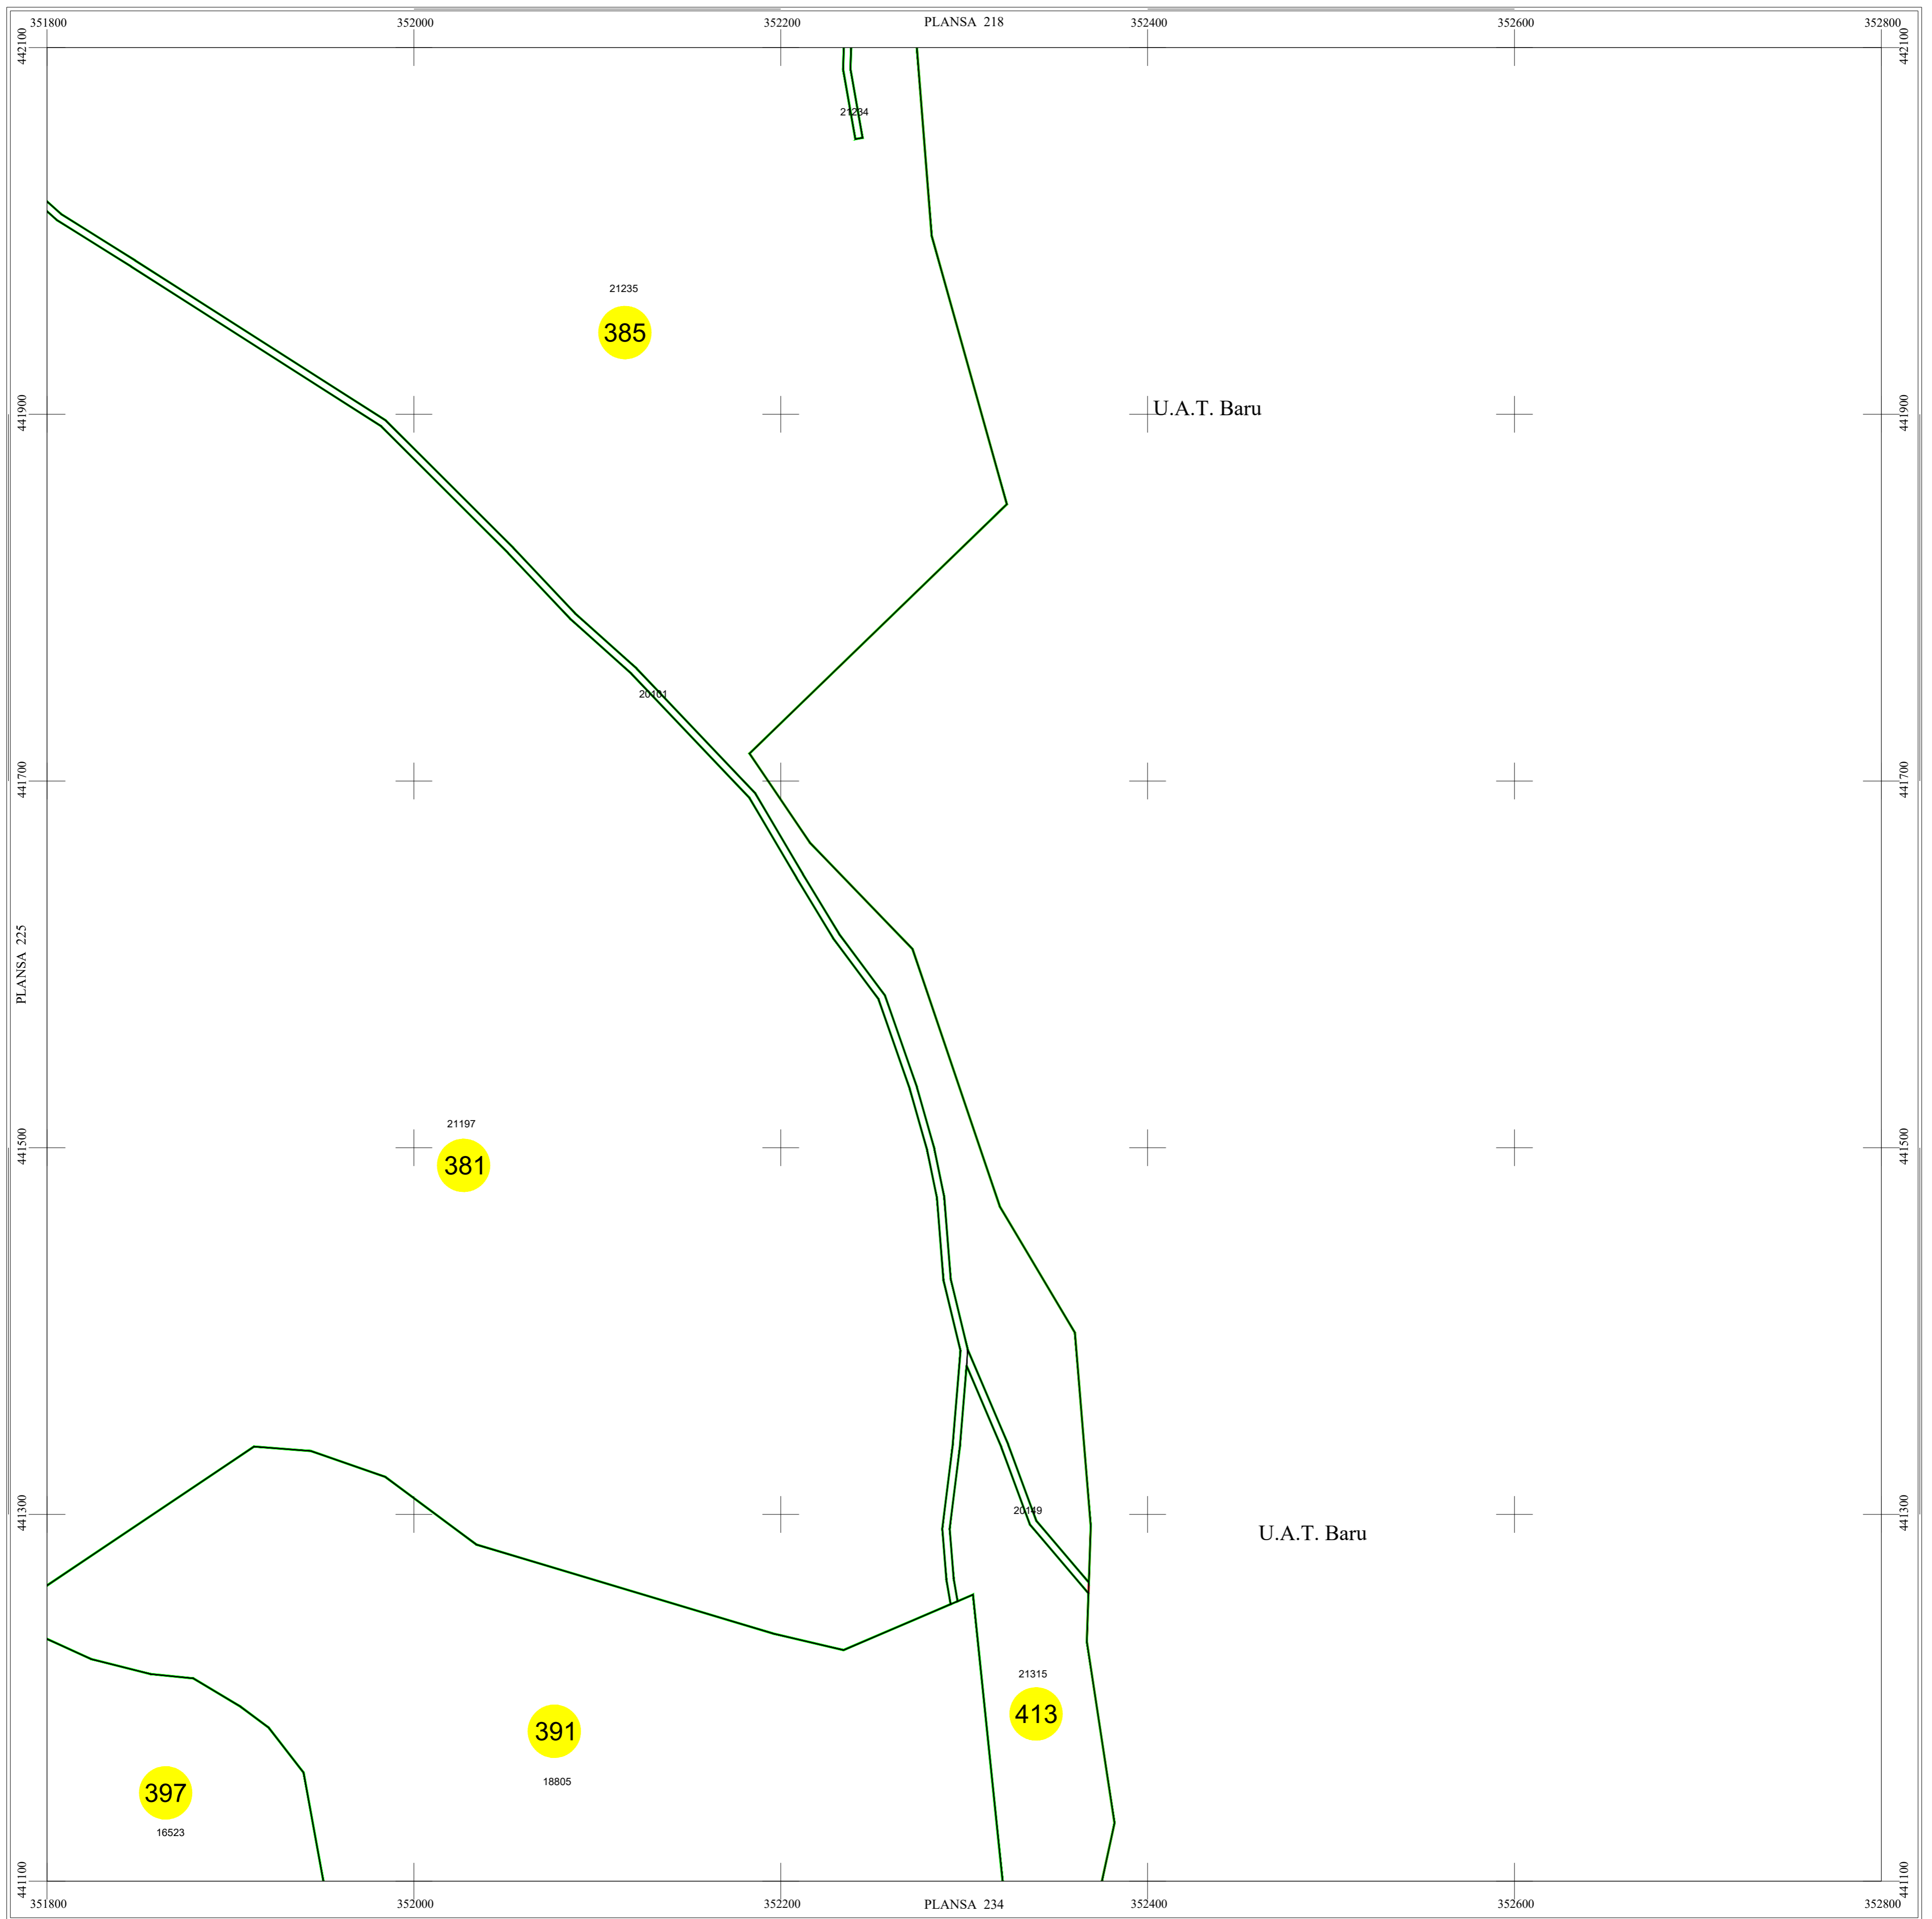 351800 352000 352200 PLANSA 218 352400 352600 352800
442100 442100
21234
21235
385
441900 U.A.T. Baru 441900
20101
441700 441700
PLANSA 225
21197
441500 381 441500
441300 20149 U.A.T. Baru 441300
21315
413
391
18805
397
16523
441100 441100
351800 352000 352200 PLANSA 234 352400 352600 352800